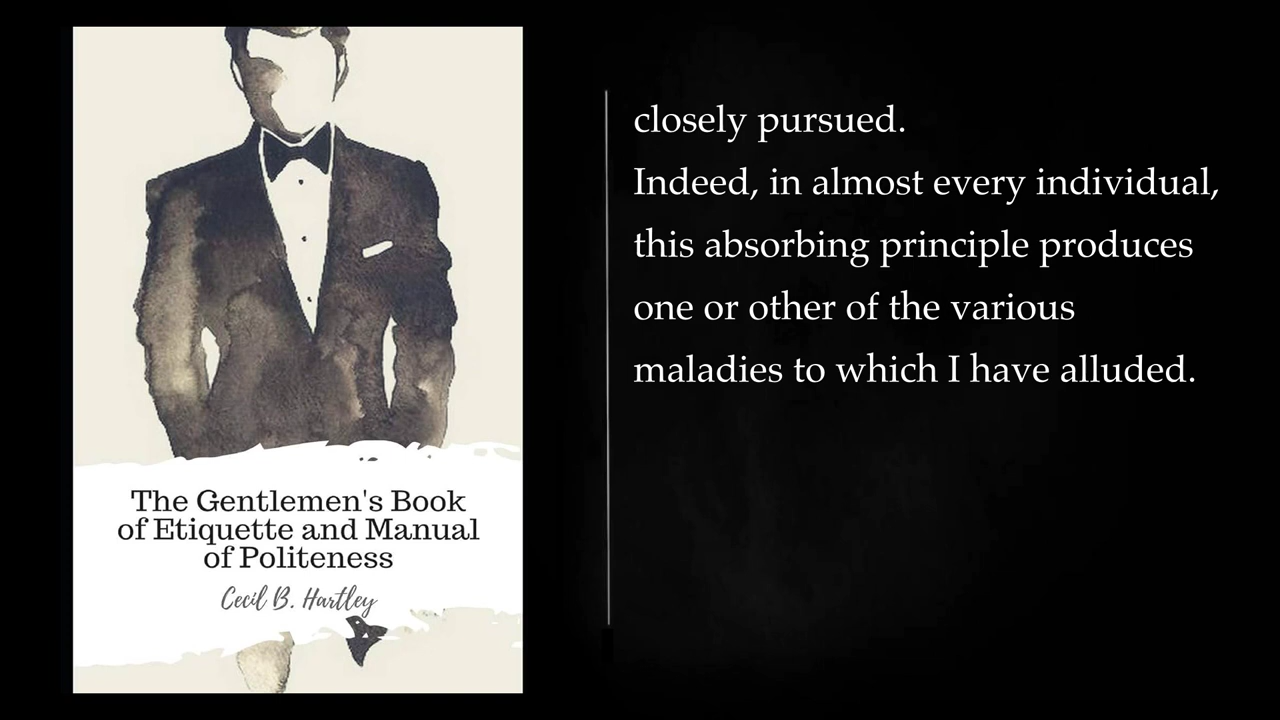 The Gentlemen's Book
of Etiquette and Manual
of Politeness
Cecil B. Hartley
closely pursued.
Indeed, in almost every individual,
this absorbing principle produces
one or other of the various
maladies to which I have alluded.